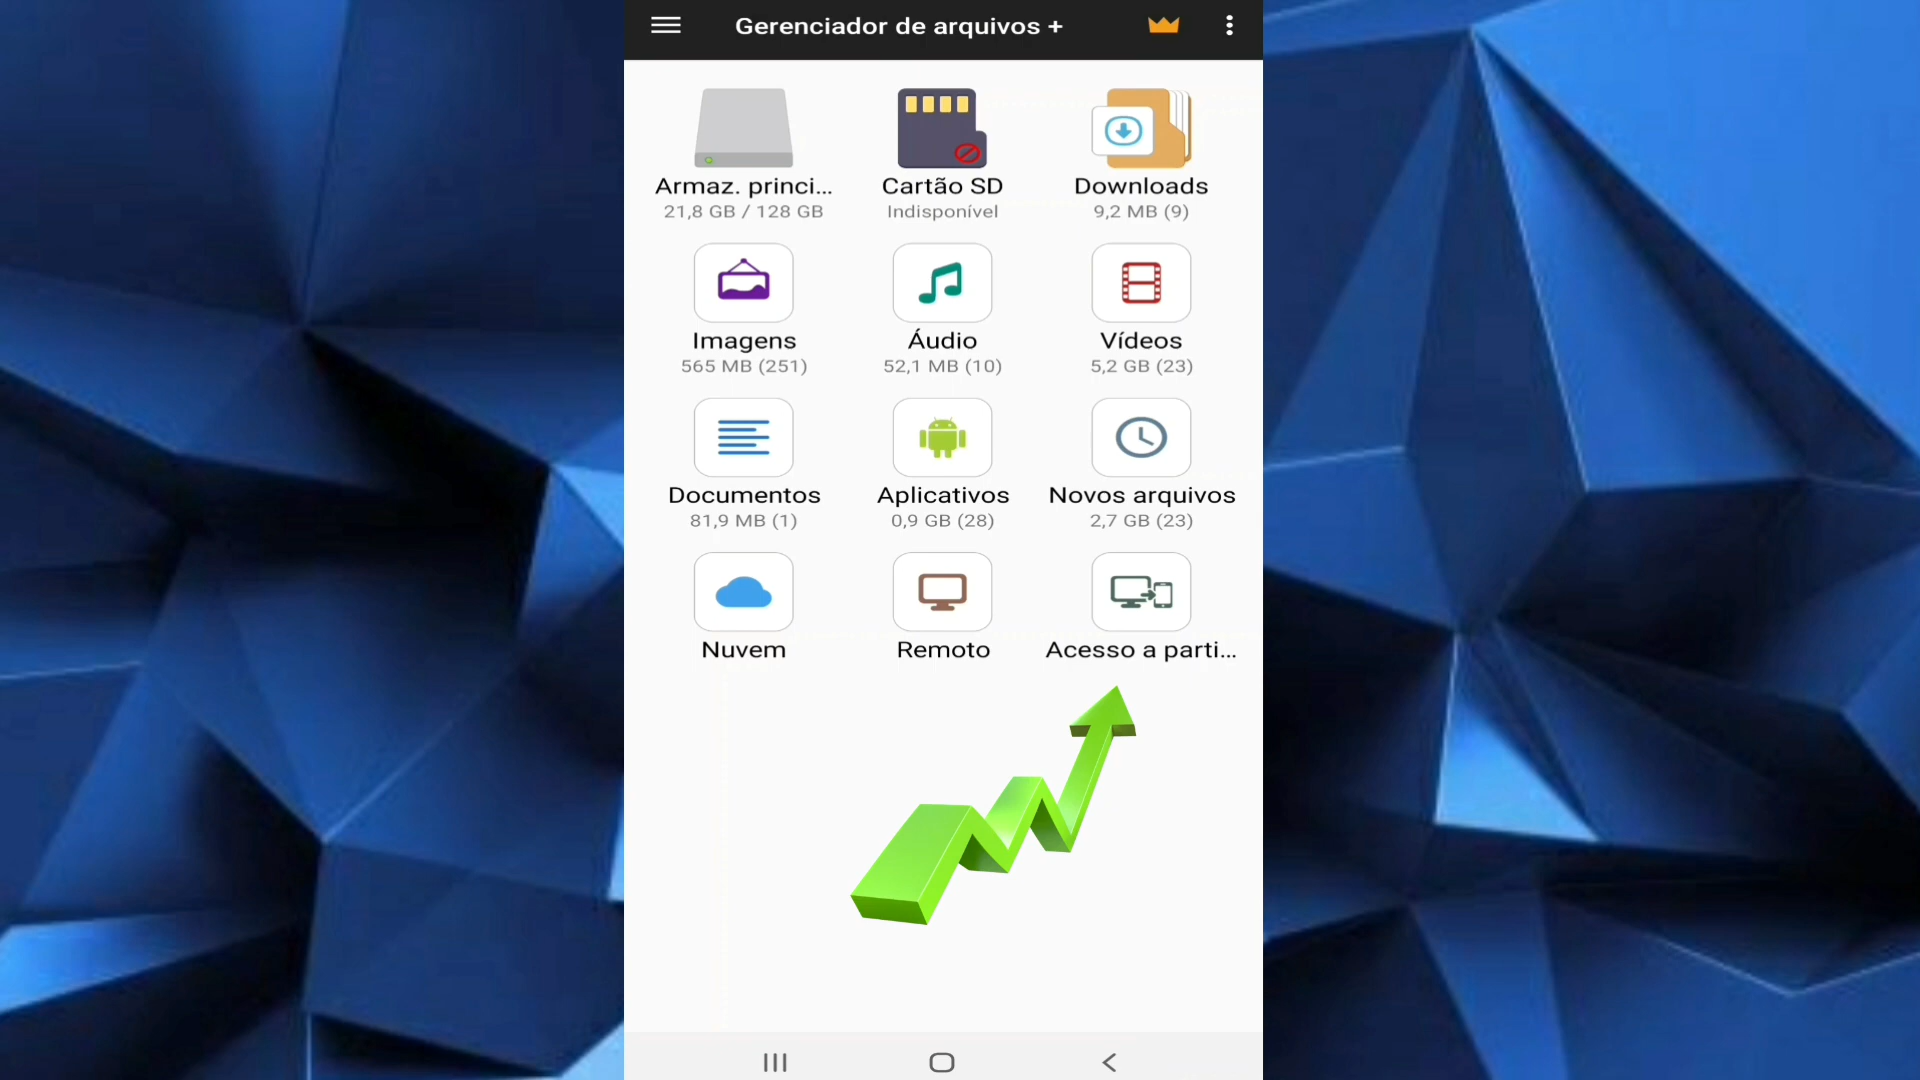 Gerenciador de arquivos +
Armaz. princi...
Cartão SD
Downloads
21,8 GB / 128 GB
Indisponível
9,2 MB (9)
Imagens
Áudio
Vídeos
565 MB (251)
52,1 MB (10)
5,2 GB (23)
Documentos
Aplicativos
Novos arquivos
81,9 MB (1)
0,9 GB (28)
2,7 GB (23)
Nuvem
Remoto
Acesso a parti...